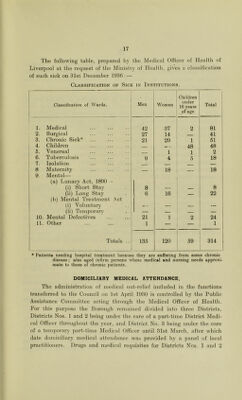 17
The following table, prepared by the Medical Officer of Health of
Liverpool at the request of the Ministry of Health, gives a classification
of such sick on 31st December 1936:—
Classification of Sick in Institutions.
Classification of Wards. Men Women Children under 16 years of age Total
1. Medical ... ... ... 42 37 2 81
2. Surgical ... ... ... 27 14 — 41
3. Chronic Sick* ... ... 21 29 1 51
4. Children ... ... ... — — 48 48
5. Venereal ... ... ... — 1 1 2
6. Tuberculosis ... ... 9 4 5 18
7. Isolation ... ... ... — — — —
8 Maternity ... ... — 18 — 18
9. Mental—
(a) Lunacy Act, 1890 -
(i) Short Stay 8 — — 8
(ii) Long Stay 6 16 — 22
(b) Mental Treatment Act
(i) Voluntary — — — —
(ii) Temporary — — — —
10. Mental Defectives ... 21 1 2 24
11. Other ... ... 1 — — 1
Totals ... 135 120 59 314
* Patients needing hospital treatment because they are suffering from some chronic
disease; also aged infirm persons whose medical and nursing needs approxi-
mate to those of chronic patients.
DOMICILIARY MEDICAL ATTENDANCE.
The administration of medical out-relief included in the functions
transferred to the Council on 1st April 1930 is controlled by the Public
Assistance Committee acting through the Medical Officer of Health.
For this purpose the Borough remained divided into three Districts,
Districts Nos. 1 and 2 being under the care of a part-time District Medi-
cal Officer throughout the year, and District No. 3 being under the care
of a temporary part-time Medical Officer until 31st March, after which
date domiciliary medical attendance was provided by a panel of local
practitioners. Drugs and medical requisites for Districts Nos. 1 and 2